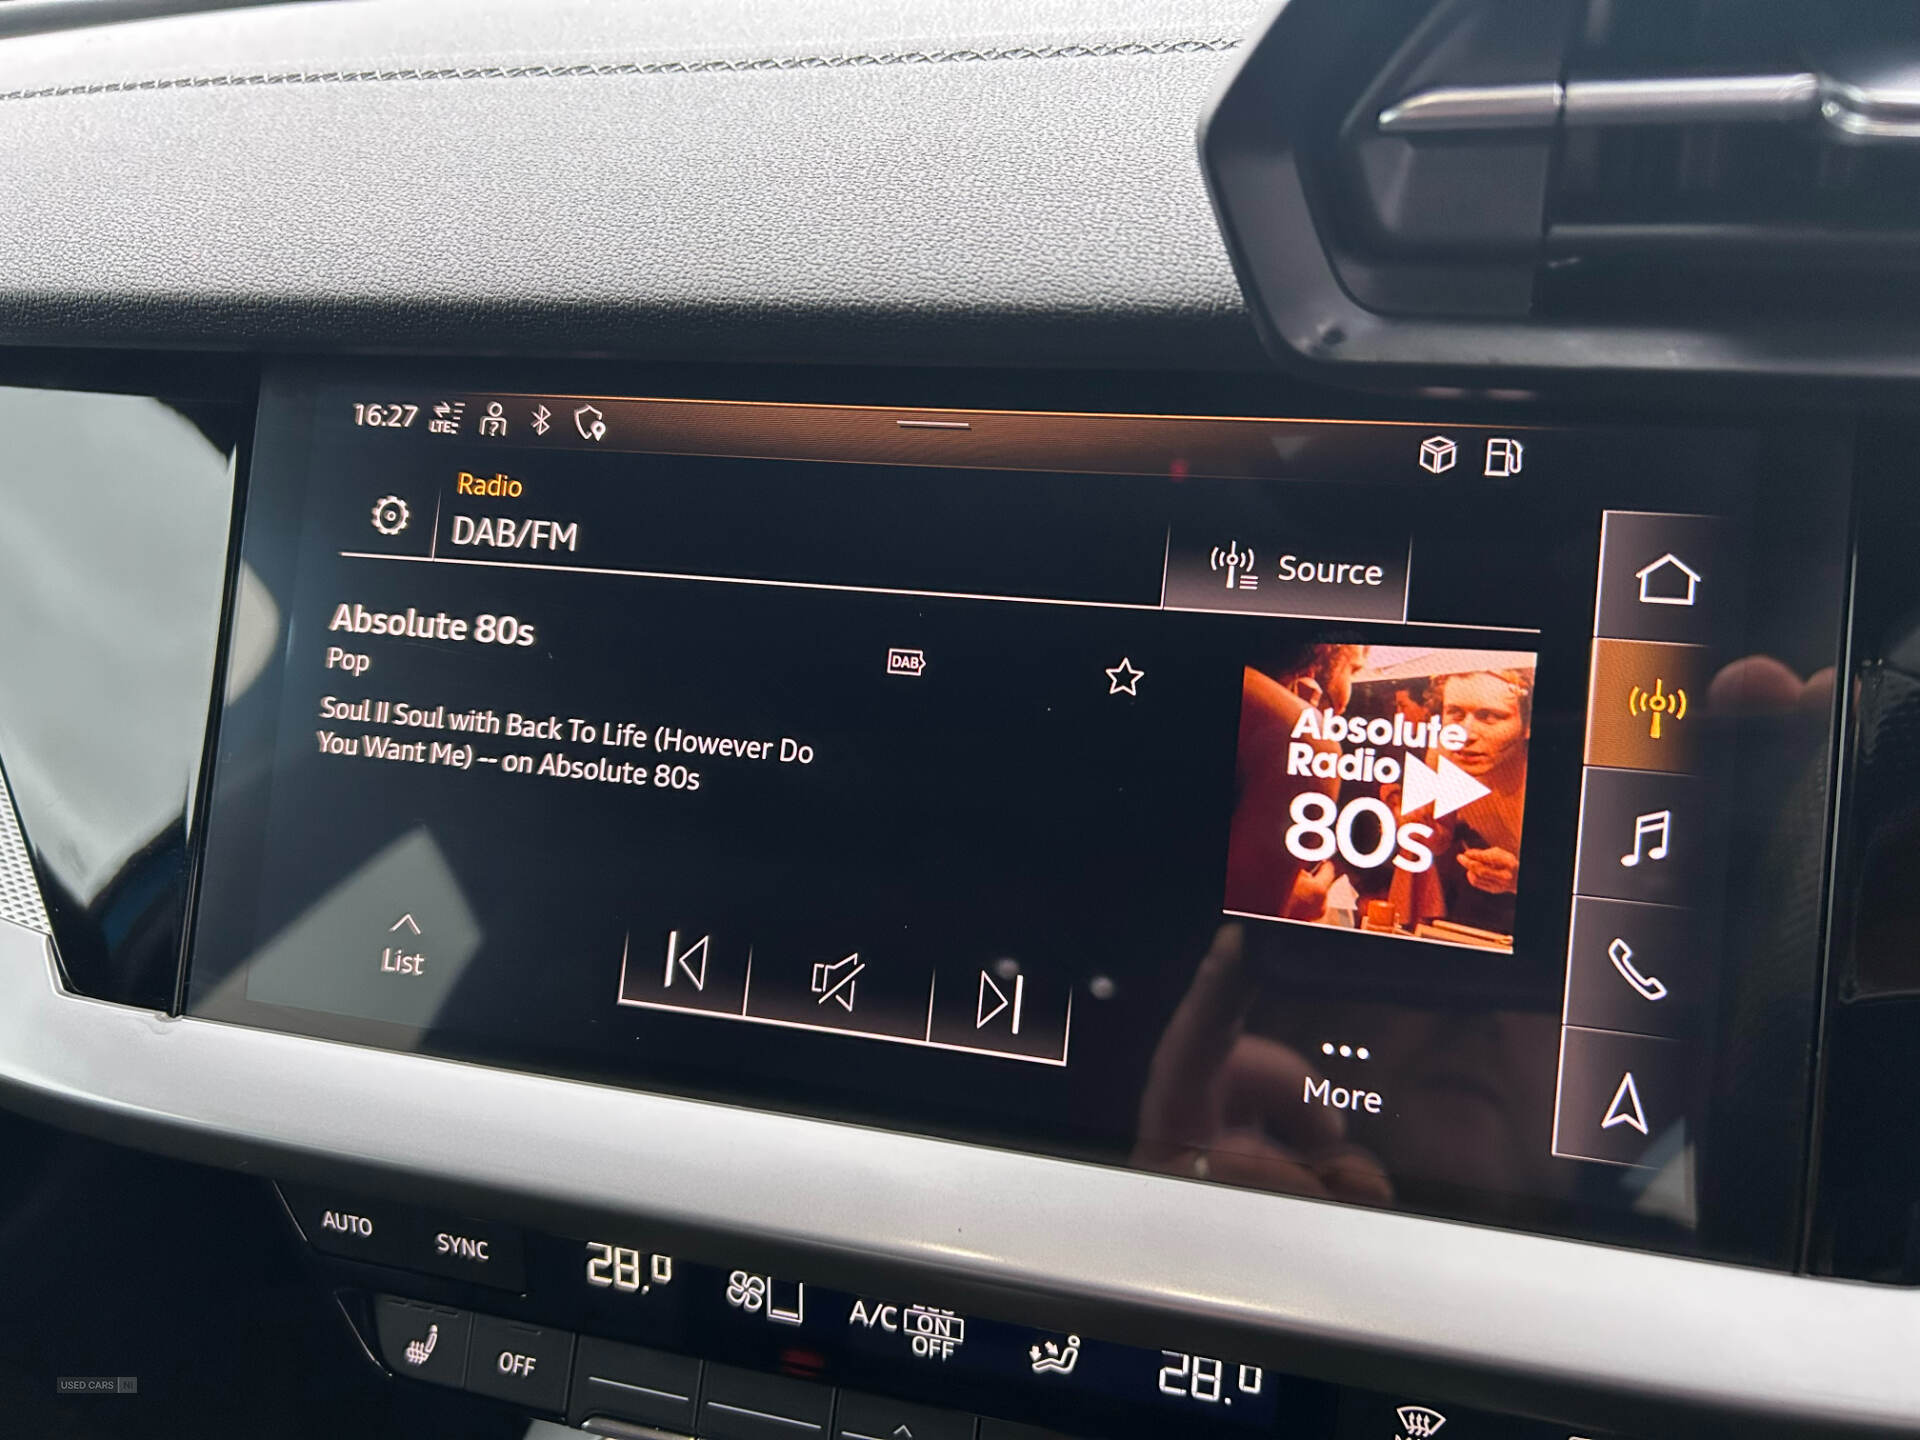 16:27
LTE
Radio
DAB/FM
Source
Absolute 80s
Pop
DAB
Soul II Soul with Back To Life (However Do
You Want Me) -- on Absolute 80s
Absolute
Radio
80s
List
More
AUTO
SYNC
28.0
A/C ON
OFF
28.0
OFF
USED CARS NI